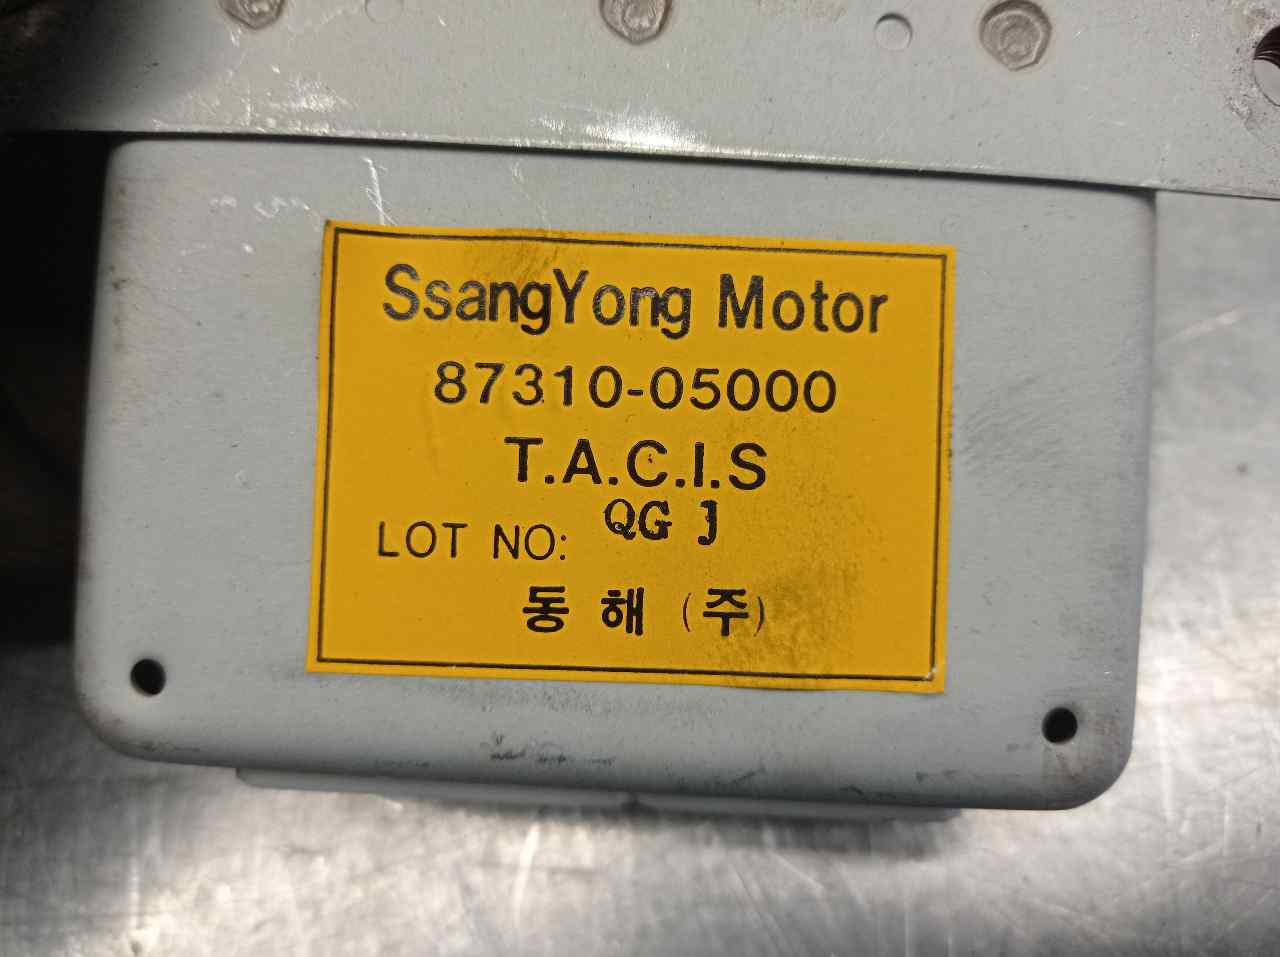 SsangYong Motor
87310-05000
T.A.C.I.S
LOT NO: QG J
동 해 (주)